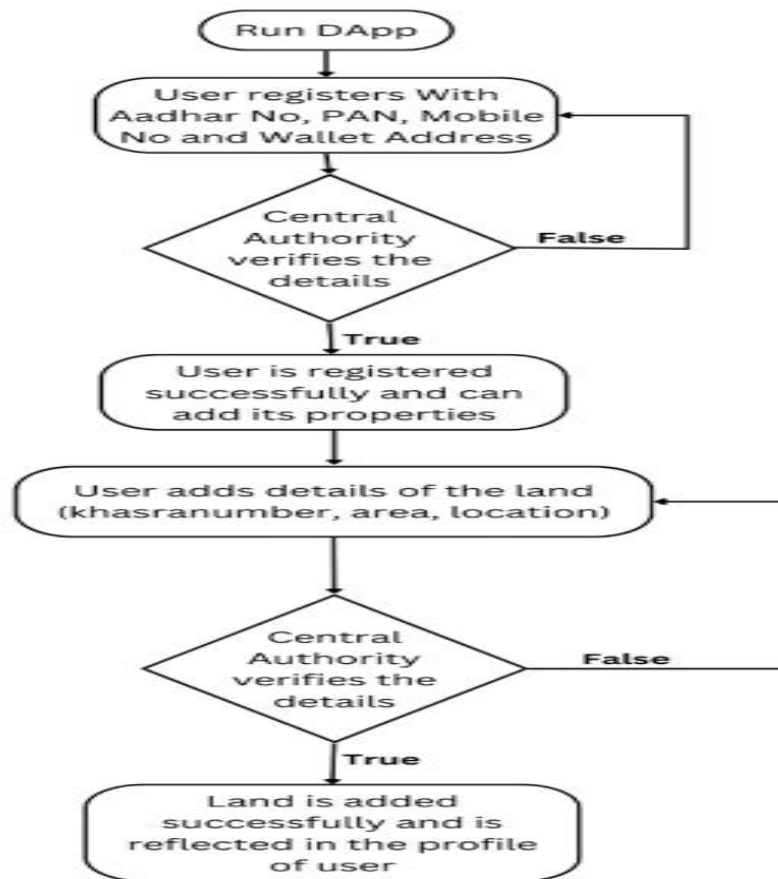 Run DApp
User registers With
Aadhar No, PAN, Mobile
No and Wallet Address
Central
Authority
verifies the
details
False
True
User is registered
successfully and can
add its properties
User adds details of the land
(khasranumber, area, location)
Central
Authority
verifies the
details
False
True
Land is added
successfully and is
reflected in the profile
of user